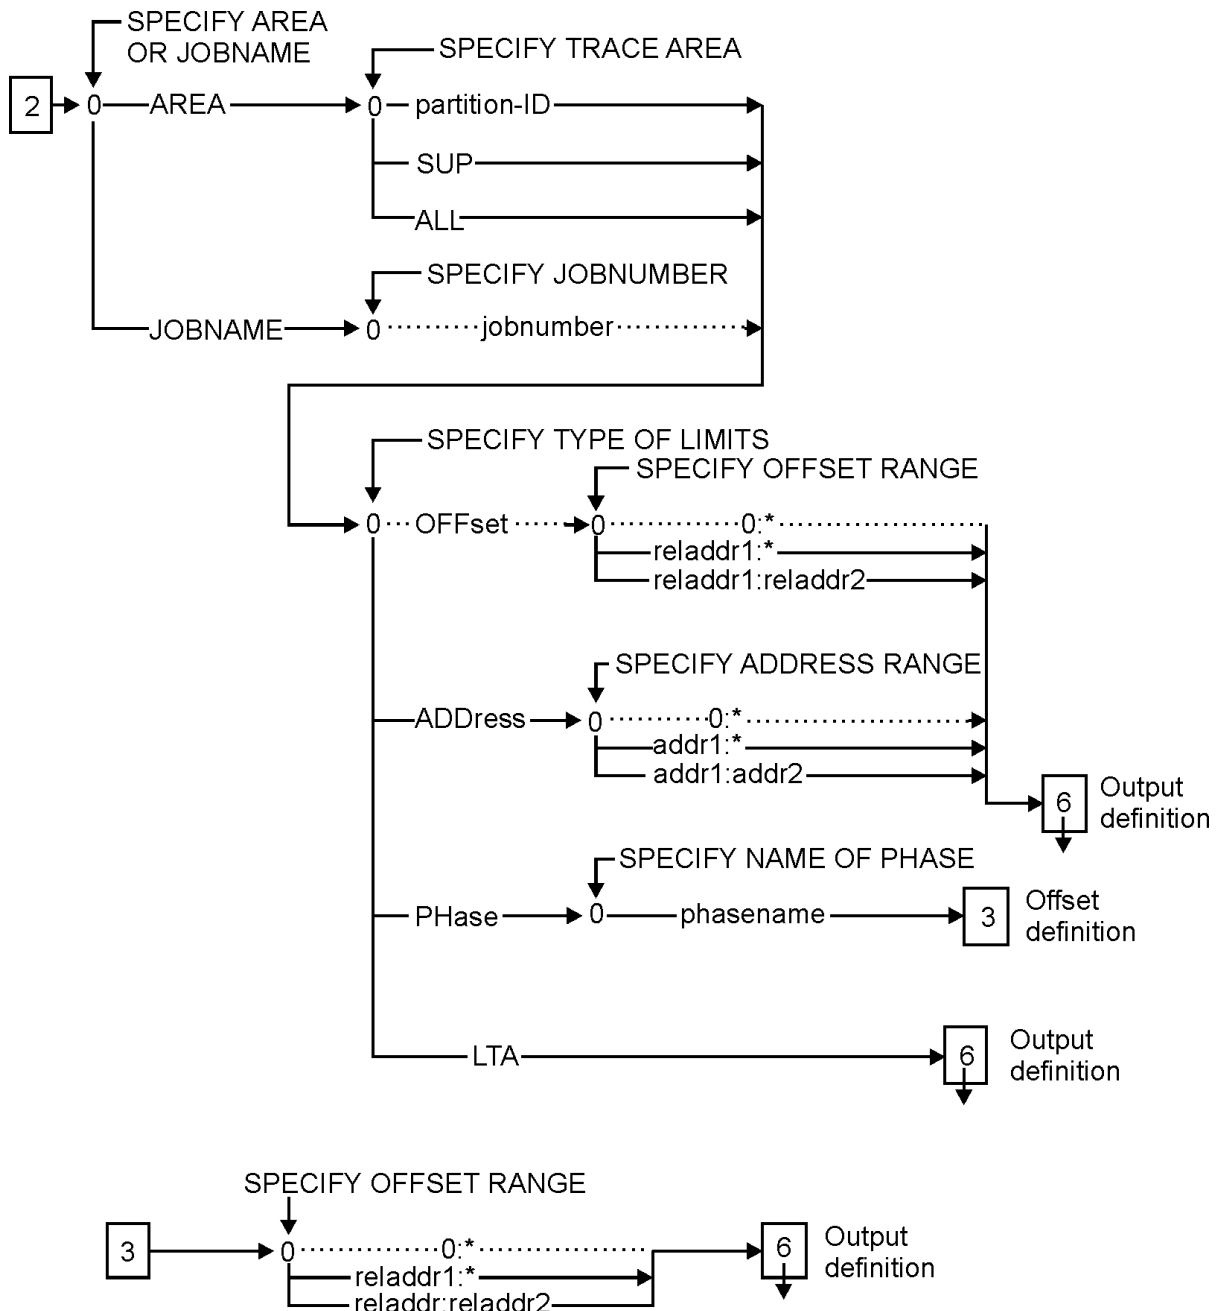 SPECIFY AREA
OR JOBNAME
SPECIFY TRACE AREA
2
0
AREA
0
partition-ID
SUP
ALL
SPECIFY JOBNUMBER
JOBNAME
0
jobnumber
SPECIFY TYPE OF LIMITS
SPECIFY OFFSET RANGE
0
OFFset
0
0:*
reladdr1:*
reladdr1:reladdr2
SPECIFY ADDRESS RANGE
ADDress
0
0:*
addr1:*
addr1:addr2
6
Output
definition
SPECIFY NAME OF PHASE
PHase
0
phasename
3
Offset
definition
LTA
6
Output
definition
SPECIFY OFFSET RANGE
3
0
0:*
6
Output
definition
reladdr1:*
reladdr:reladdr2